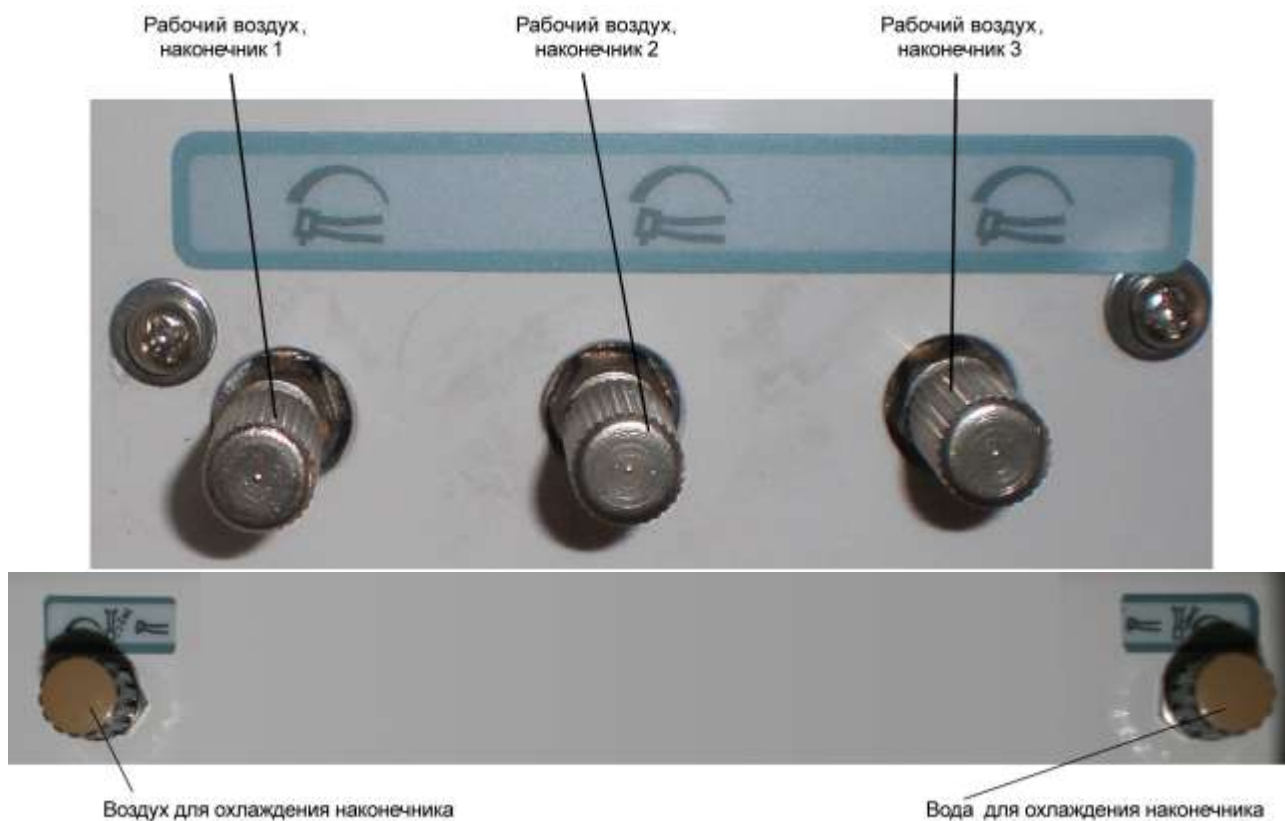 Рабочий воздух,
наконечник 1
Рабочий воздух,
наконечник 2
Рабочий воздух,
наконечник 3
Воздух для охлаждения наконечника
Вода для охлаждения наконечника